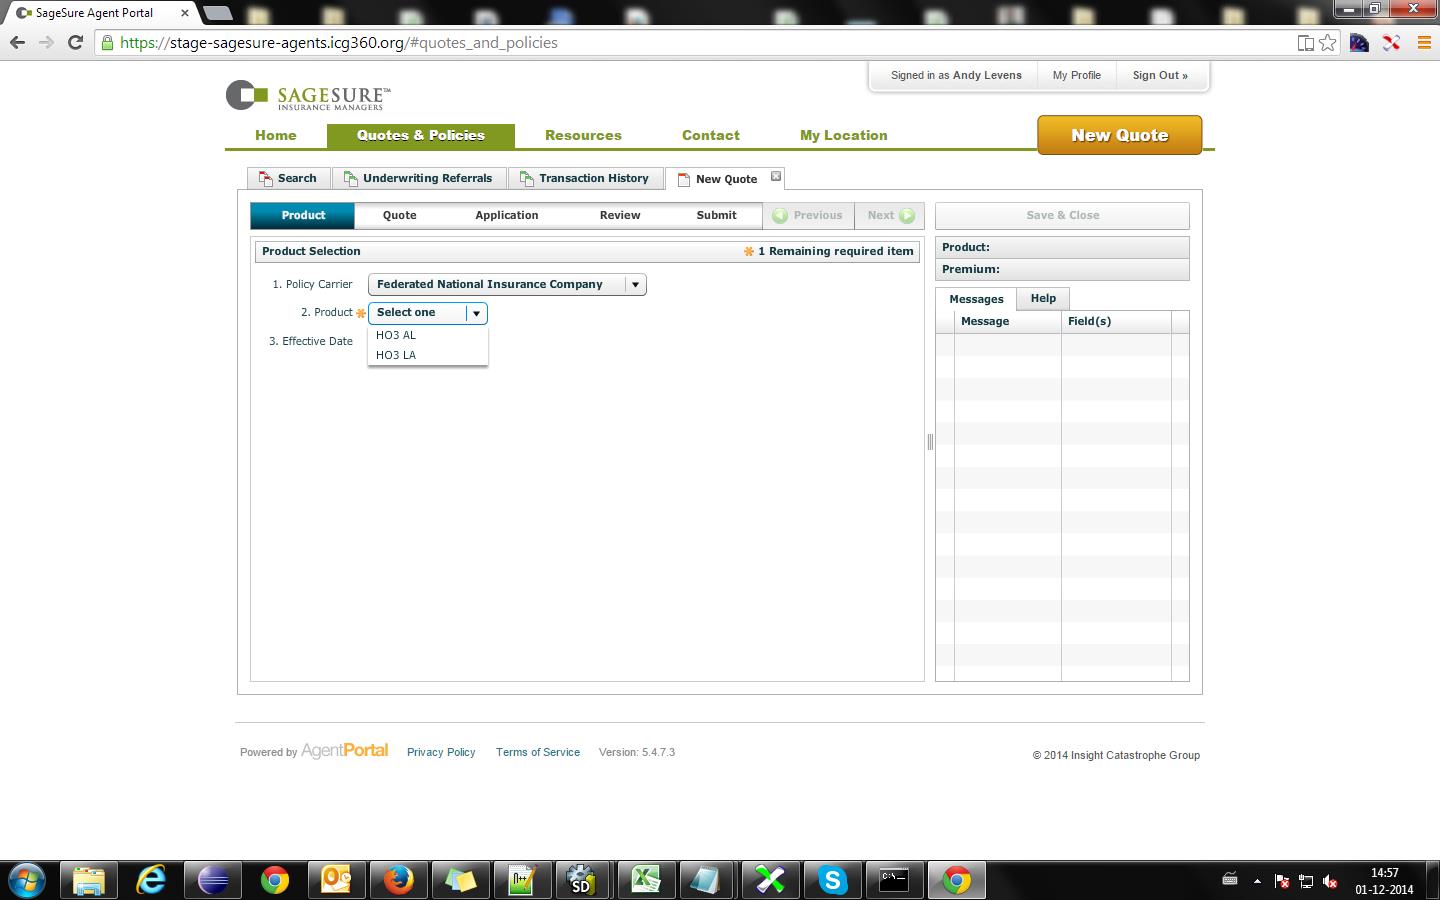 SageSure Agent Portal
https://stage-sagesure-agents.icg360.org/#quotes_and_policies
Signed in as Andy Levens
My Profile
Sign Out »
SAGESURE™
INSURANCE MANAGERS
Home
Quotes & Policies
Resources
Contact
My Location
New Quote
Search
Underwriting Referrals
Transaction History
New Quote
Product
Quote
Application
Review
Submit
Previous
Next
Save & Close
Product Selection
1 Remaining required item
Product:
Premium:
1. Policy Carrier
Federated National Insurance Company
2. Product
Select one
HO3 AL
HO3 LA
3. Effective Date
Messages
Help
Message
Field(s)
Powered by AgentPortal
Privacy Policy
Terms of Service
Version: 5.4.7.3
© 2014 Insight Catastrophe Group
SD
C:\_
14:57
01-12-2014